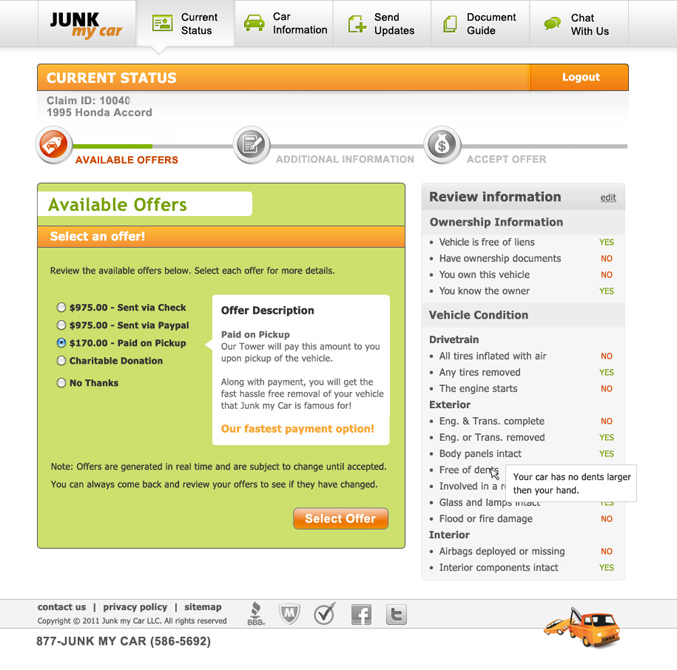 JUNK
my car
Current
Status
Car
Information
Send
Updates
Document
Guide
Chat
With Us
CURRENT STATUS
Logout
Claim ID: 10040
1995 Honda Accord
AVAILABLE OFFERS
ADDITIONAL INFORMATION
ACCEPT OFFER
Available Offers
Select an offer!
Review the available offers below. Select each offer for more details.
$975.00 - Sent via Check
$975.00 - Sent via Paypal
$170.00 - Paid on Pickup
Charitable Donation
No Thanks
Offer Description
Paid on Pickup
Our Tower will pay this amount to you
upon pickup of the vehicle.
Along with payment, you will get the
fast hassle free removal of your vehicle
that Junk my Car is famous for!
Our fastest payment option!
Note: Offers are generated in real time and are subject to change until accepted.
You can always come back and review your offers to see if they have changed.
Select Offer
Review information edit
Ownership Information
Vehicle is free of liens YES
Have ownership documents NO
You own this vehicle NO
You know the owner YES
Vehicle Condition
Drivetrain
All tires inflated with air NO
Any tires removed YES
The engine starts NO
Exterior
Eng. & Trans. complete NO
Eng. or Trans. removed YES
Body panels intact YES
Free of dents
Your car has no dents larger
then your hand.
Involved in a
Glass and lamps intact YES
Flood or fire damage NO
Interior
Airbags deployed or missing NO
Interior components intact YES
contact us | privacy policy | sitemap
Copyright © 2011 Junk my Car LLC. All rights reserved
BBB
877-JUNK MY CAR (586-5692)